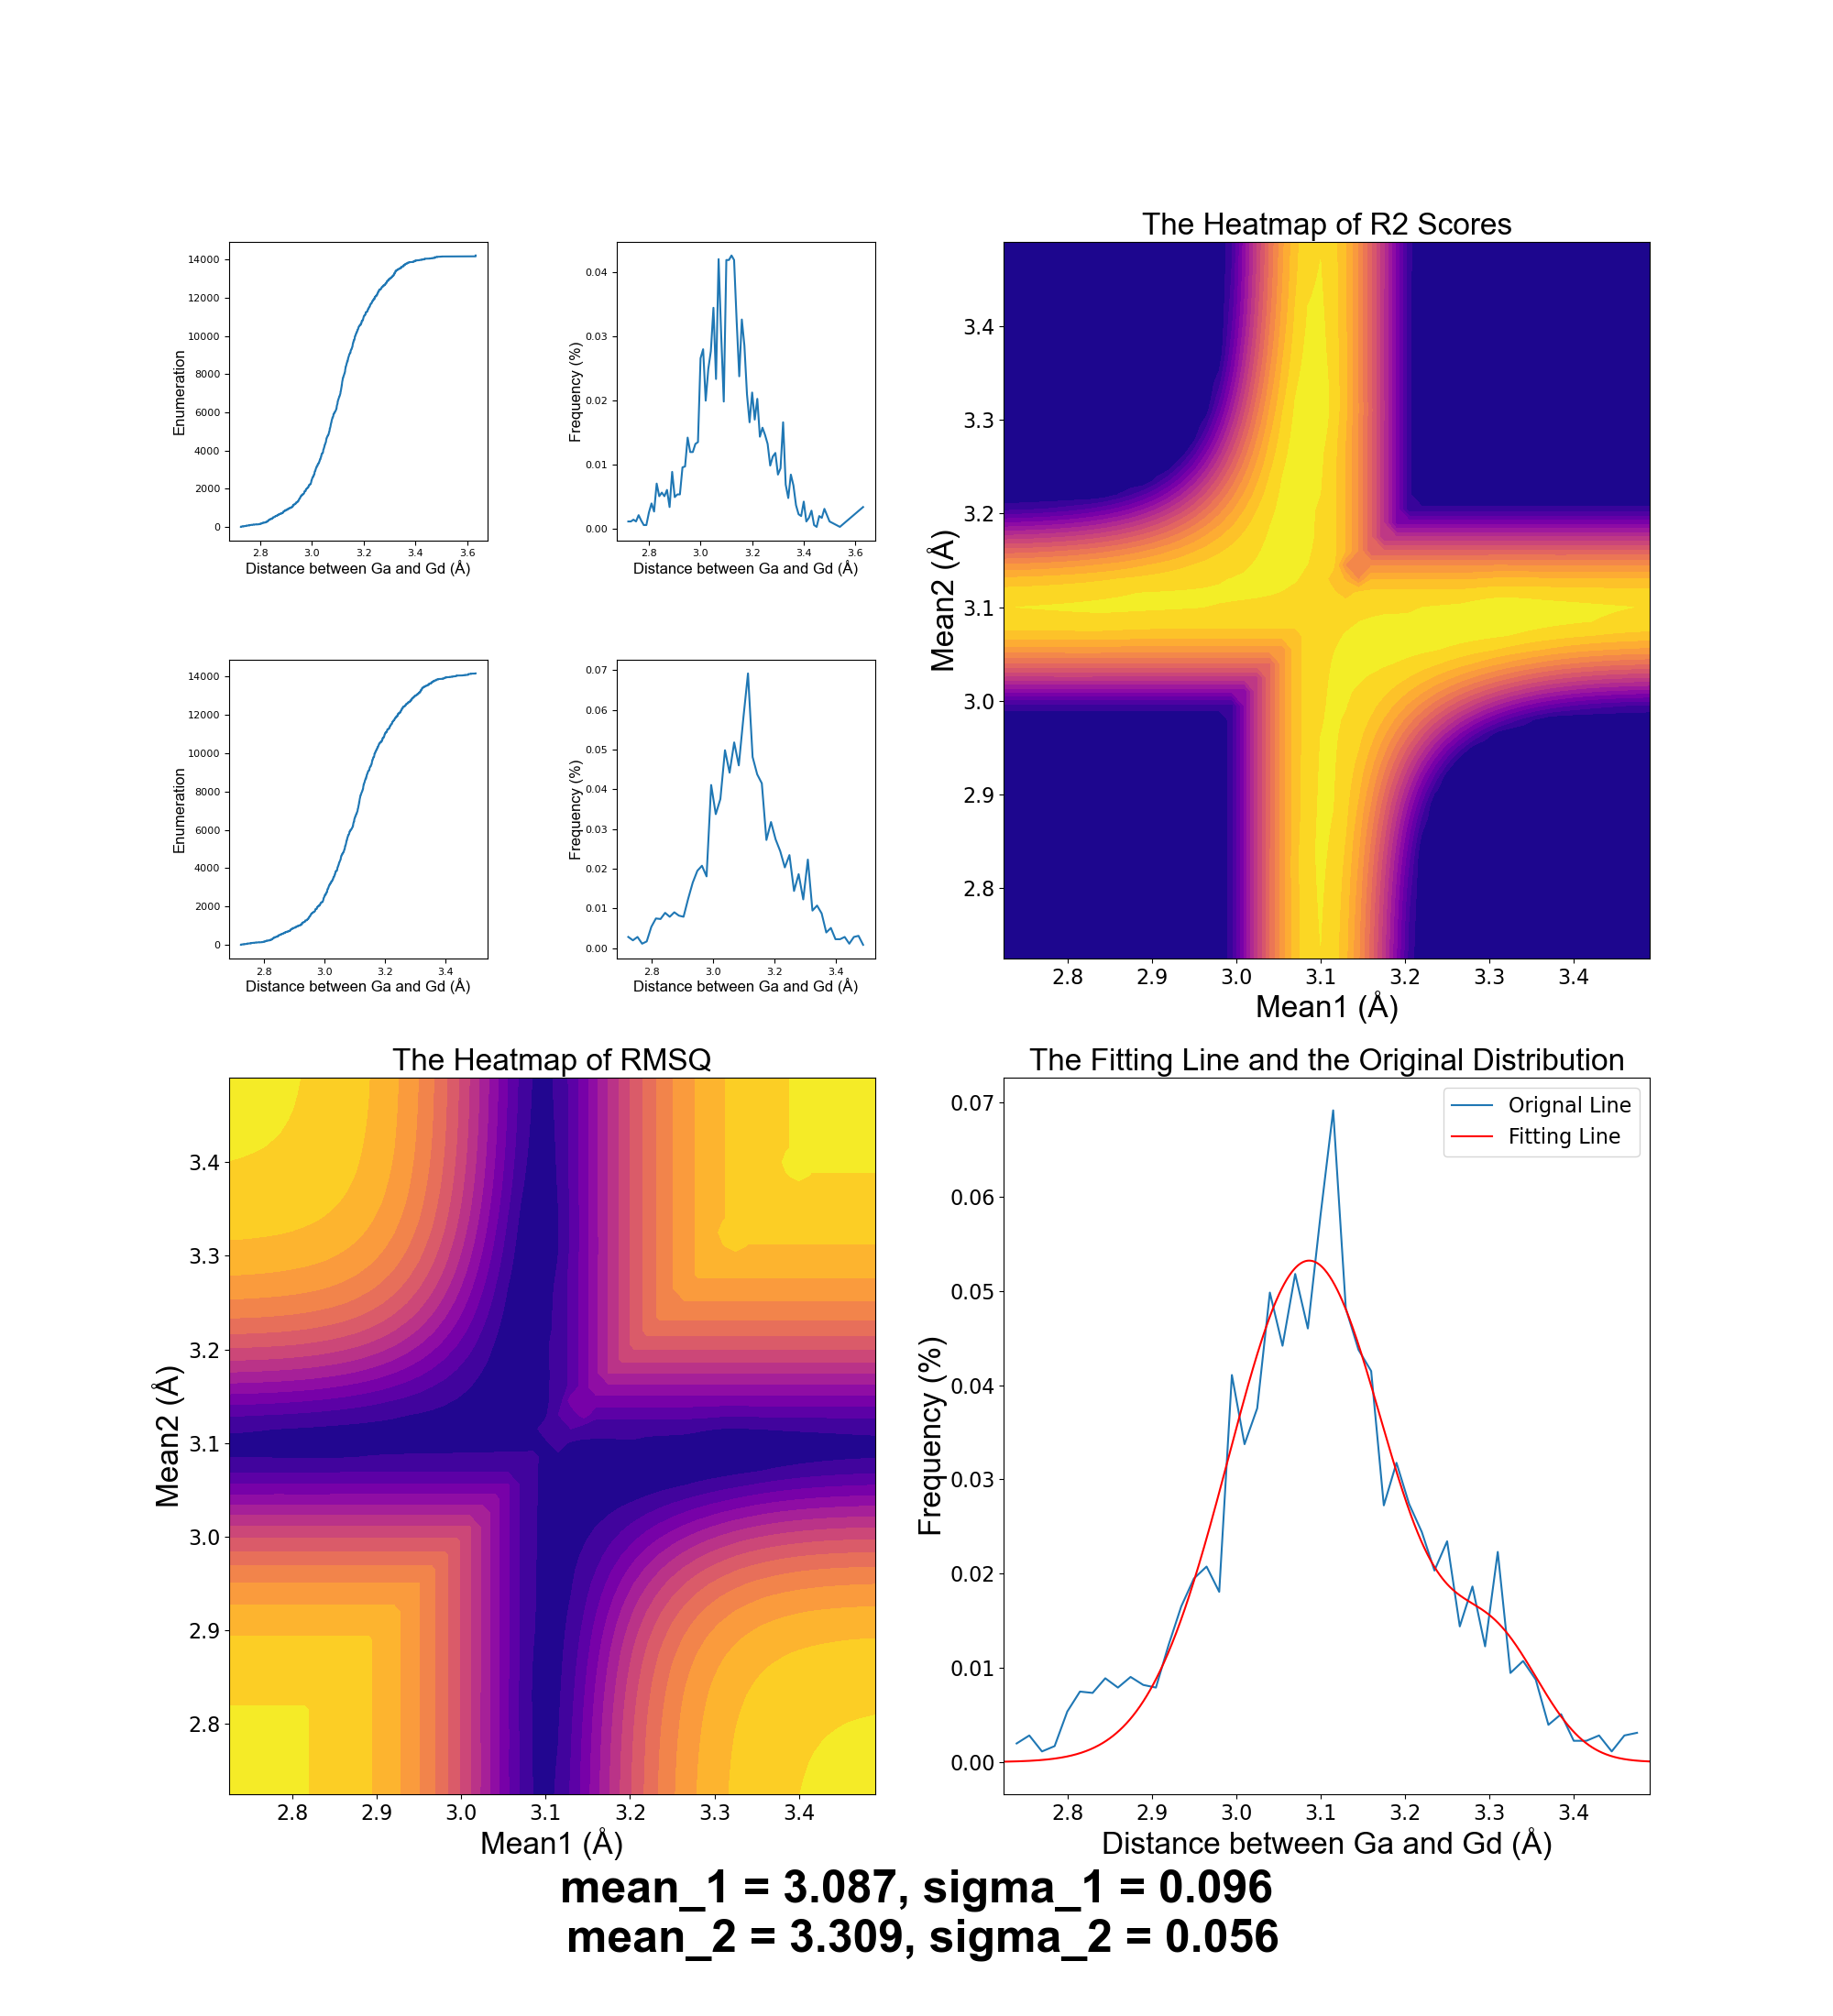 14000
12000
10000
8000
6000
4000
2000
0
Enumeration
2.8 3.0 3.2 3.4 3.6
Distance between Ga and Gd (Å)
0.04
0.03
0.02
0.01
0.00
Frequency (%)
2.8 3.0 3.2 3.4 3.6
Distance between Ga and Gd (Å)
The Heatmap of R2 Scores
3.4
3.3
3.2
3.1
3.0
2.9
2.8
Mean2 (Å)
2.8 2.9 3.0 3.1 3.2 3.3 3.4
Mean1 (Å)
14000
12000
10000
8000
6000
4000
2000
0
Enumeration
2.8 3.0 3.2 3.4
Distance between Ga and Gd (Å)
0.07
0.06
0.05
0.04
0.03
0.02
0.01
0.00
Frequency (%)
2.8 3.0 3.2 3.4
Distance between Ga and Gd (Å)
The Heatmap of RMSQ
3.4
3.3
3.2
3.1
3.0
2.9
2.8
Mean2 (Å)
2.8 2.9 3.0 3.1 3.2 3.3 3.4
Mean1 (Å)
The Fitting Line and the Original Distribution
Orignal Line
Fitting Line
0.07
0.06
0.05
0.04
0.03
0.02
0.01
0.00
Frequency (%)
2.8 2.9 3.0 3.1 3.2 3.3 3.4
Distance between Ga and Gd (Å)
mean_1 = 3.087, sigma_1 = 0.096
mean_2 = 3.309, sigma_2 = 0.056